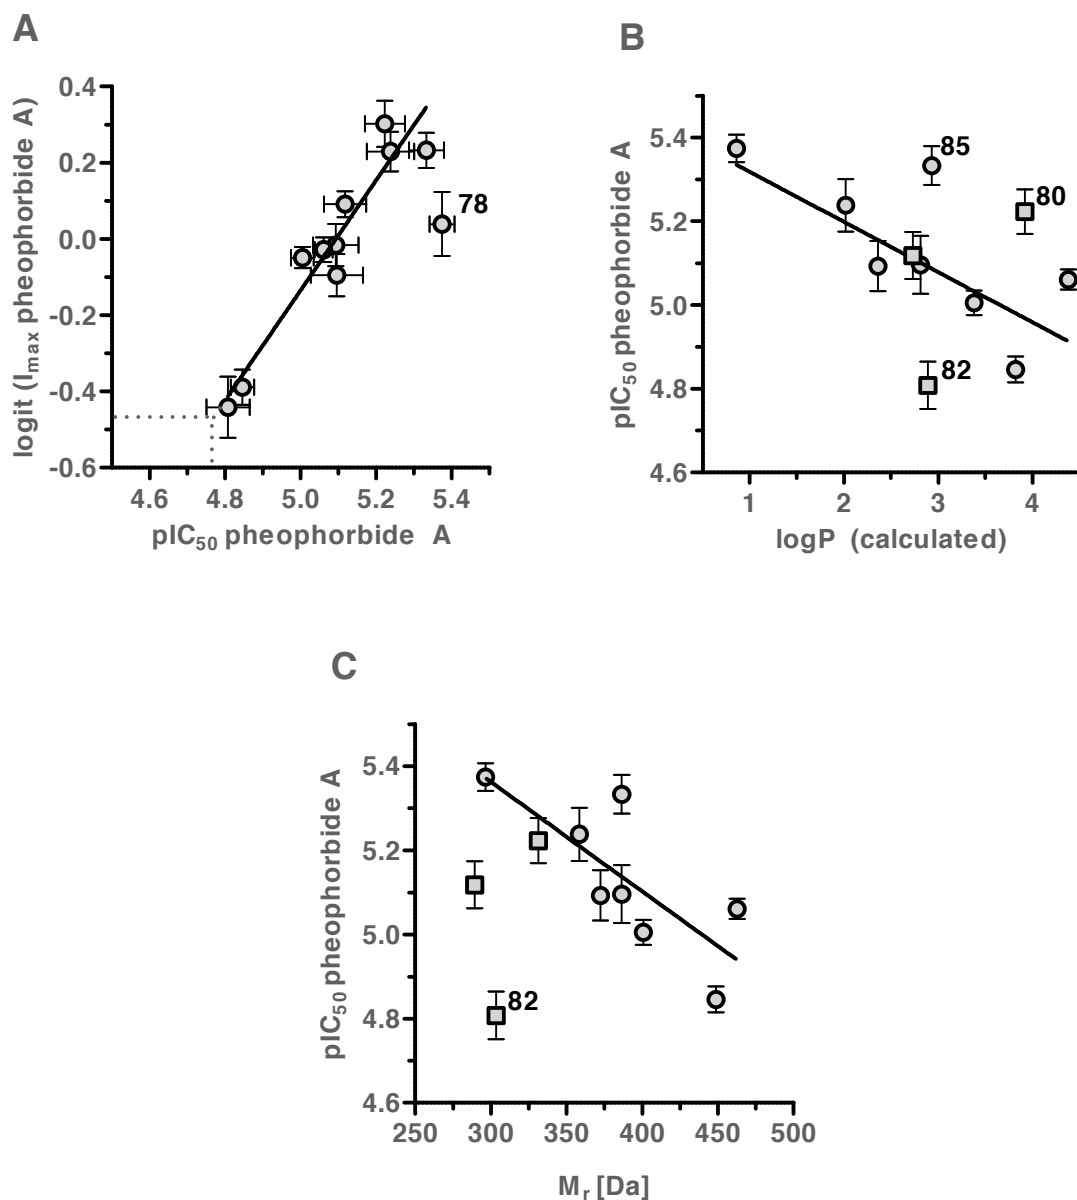 A
0.4
0.2
0.0
-0.2
-0.4
-0.6
logit (Imax pheophorbide A)
78
4.6 4.8 5.0 5.2 5.4
pIC50 pheophorbide A
B
5.4
5.2
5.0
4.8
4.6
pIC50 pheophorbide A
85
80
82
1 2 3 4
logP (calculated)
C
5.4
5.2
5.0
4.8
4.6
pIC50 pheophorbide A
82
250 300 350 400 450 500
Mr [Da]